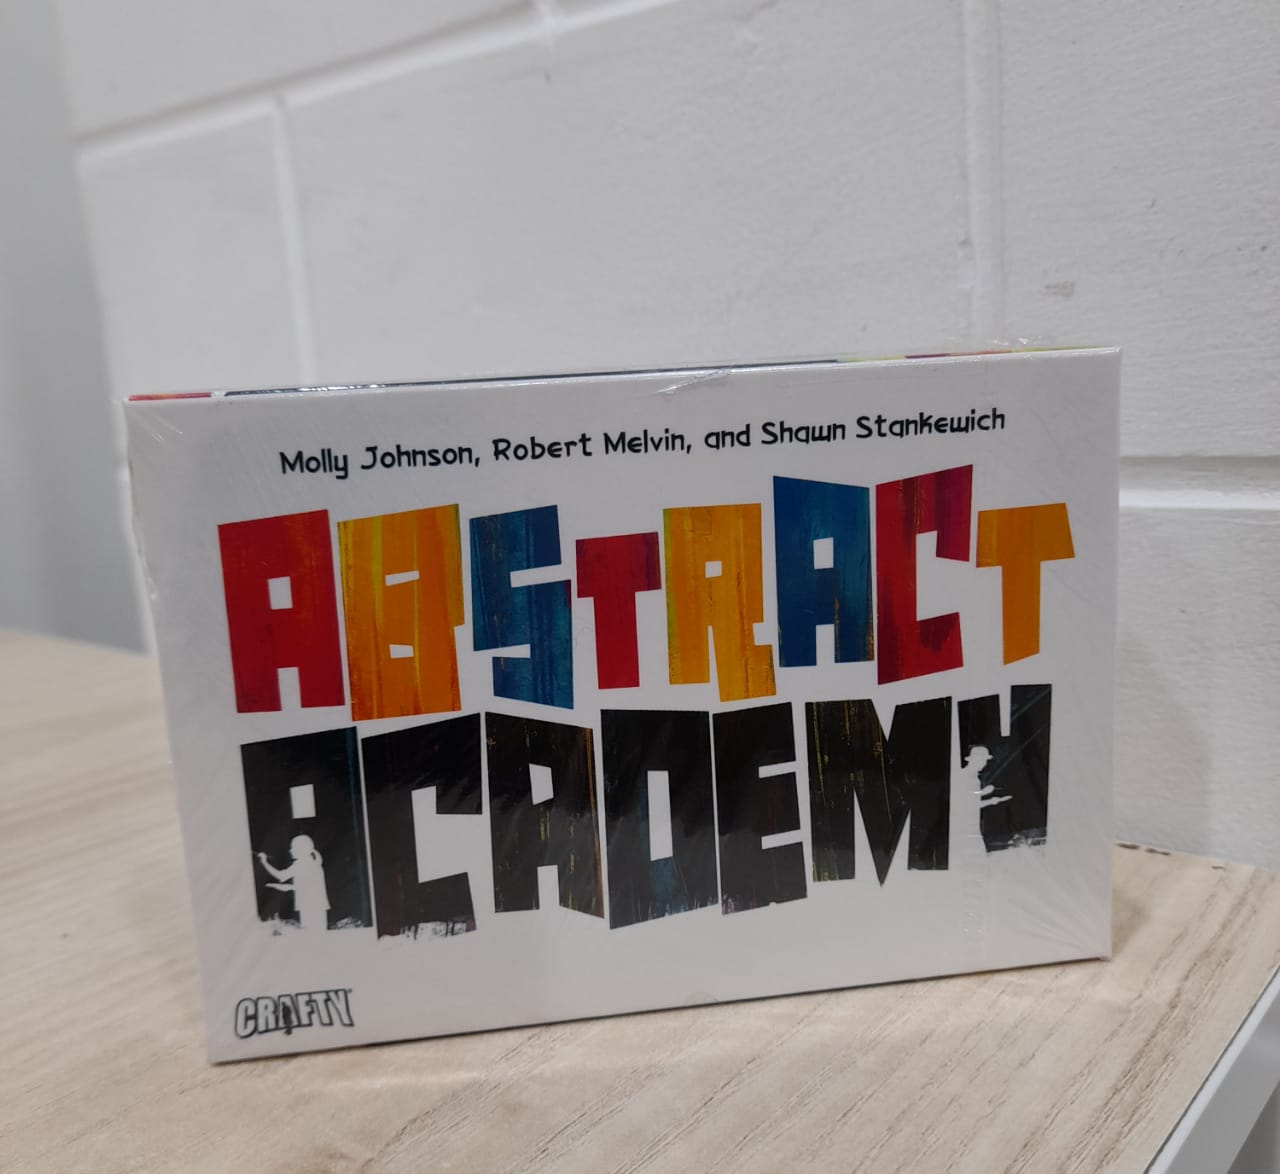 Molly Johnson, Robert Melvin, and Shawn Stankewich
ABSTRACT
ACADEMY
CRAFTY